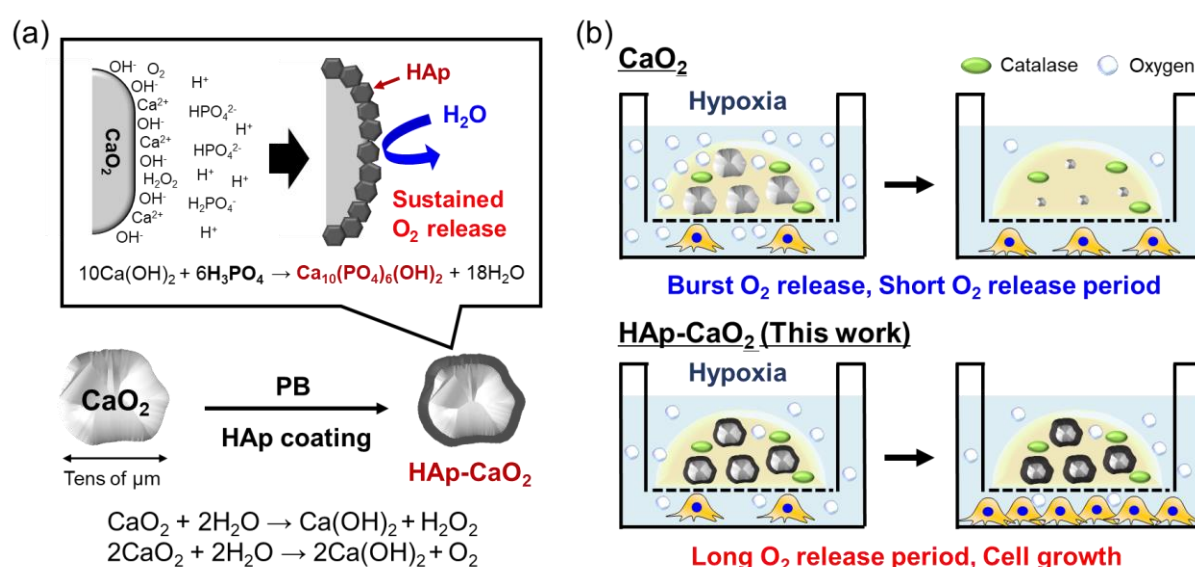 (a)
OH⁻ O₂
OH⁻
Ca²⁺
OH⁻
Ca²⁺
OH⁻
H₂O₂
OH⁻
Ca²⁺
OH⁻
H⁺
HPO₄²⁻
H⁺
HPO₄²⁻
H⁺ H⁺
H₂PO₄⁻
H⁺
CaO₂
HAp
H₂O
Sustained
O₂ release
10Ca(OH)₂ + 6H₃PO₄ → Ca₁₀(PO₄)₆(OH)₂ + 18H₂O
CaO₂
Tens of μm
PB
HAp coating
HAp-CaO₂
CaO₂ + 2H₂O → Ca(OH)₂ + H₂O₂
2CaO₂ + 2H₂O → 2Ca(OH)₂ + O₂
(b)
CaO₂
Catalase Oxygen
Hypoxia
Burst O₂ release, Short O₂ release period
HAp-CaO₂ (This work)
Hypoxia
Long O₂ release period, Cell growth